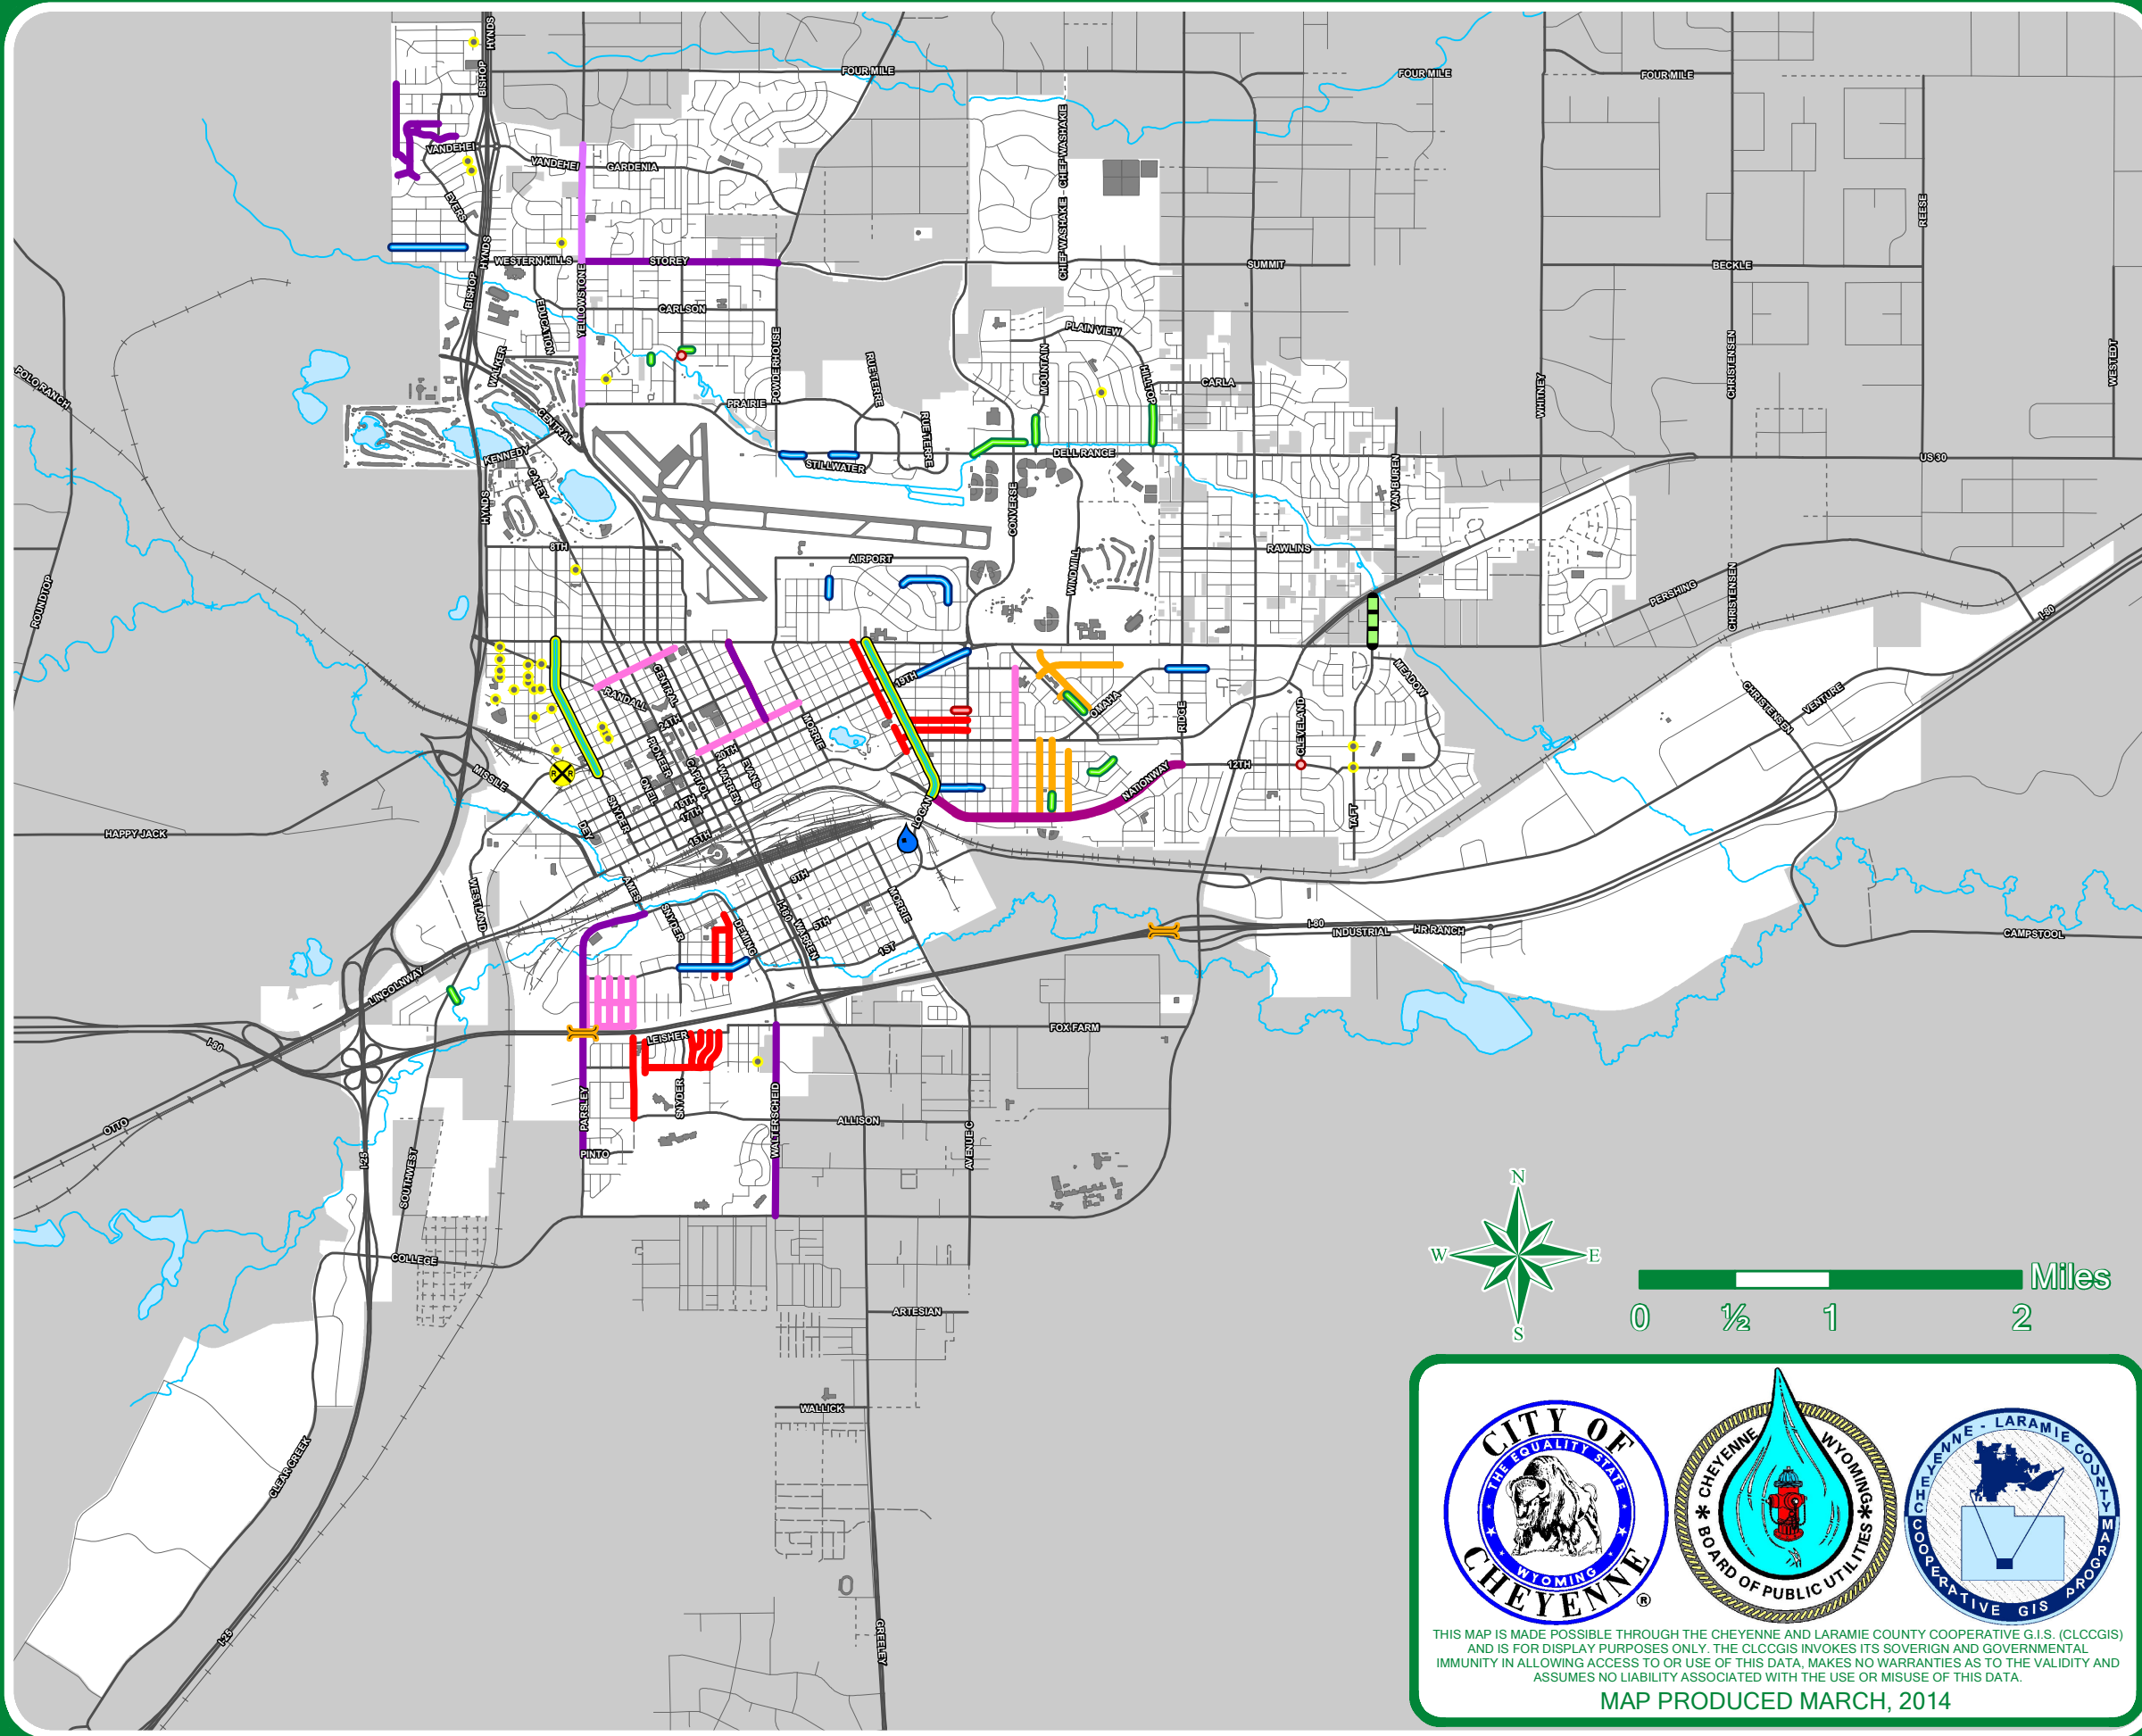 HYNDS
BISHOP
FOUR MILE
FOUR MILE
FOUR MILE
CHIEF WASHAKIE
VANDEHEI
VANDEHEI
GARDENIA
EVERS
CHIEF WASHAKIE
REESE
HYNDS
WESTERN HILLS
STOREY
SUMMIT
BECKLE
BISHOP
YELLOWSTONE
EDUCATION
CARLSON
POWDERHOUSE
PLAIN VIEW
CHRISTENSEN
WESTEDT
WALKER
RUE TERRE
MOUNTAIN
HILLTOP
CARLA
WHITNEY
POLO RANCH
PRAIRIE
RUE TERRE
CENTRAL
KENNEDY
STILLWATER
DELL RANGE
US 30
CAREY
HYNDS
CONVERSE
VAN BUREN
8TH
AIRPORT
WINDMILL
RAWLINS
ROUNDTOP
PERSHING
CHRISTENSEN
I-80
19TH
CENTRAL
RANDALL
MEADOW
OMAHA
RIDGE
CLEVELAND
CHRISTENSEN
VENTURE
24TH
PIONEER
MORRIE
20TH
EVANS
CAPITOL
WARREN
R R
MISSILE
ONEIL
18TH
17TH
SNYDER
DEY
15TH
LOGAN
NATIONWAY
12TH
TAFT
HAPPY JACK
WESTLAND
AMES
9TH
SNYDER
DEMING
I-180
WARREN
5TH
MORRIE
1ST
I-80
INDUSTRIAL
HR RANCH
CAMPSTOOL
LINCOLNWAY
I-80
LEISHER
FOX FARM
OTTO
PARSLEY
SNYDER
WALTERSCHEID
ALLISON
AVENUE C
PINTO
I-25
SOUTHWEST
COLLEGE
ARTESIAN
WALLICK
CLEAR CREEK
I-25
GREELEY
N
W E
S
Miles
0 ½ 1 2
CITY OF
THE EQUALITY STATE
WYOMING
CHEYENNE
®
CHEYENNE WYOMING
BOARD OF PUBLIC UTILITIES
CHEYENNE - LARAMIE COUNTY
COOPERATIVE GIS PROGRAM
THIS MAP IS MADE POSSIBLE THROUGH THE CHEYENNE AND LARAMIE COUNTY COOPERATIVE G.I.S. (CLCCGIS)
AND IS FOR DISPLAY PURPOSES ONLY. THE CLCCGIS INVOKES ITS SOVERIGN AND GOVERNMENTAL
IMMUNITY IN ALLOWING ACCESS TO OR USE OF THIS DATA, MAKES NO WARRANTIES AS TO THE VALIDITY AND
ASSUMES NO LIABILITY ASSOCIATED WITH THE USE OR MISUSE OF THIS DATA.
MAP PRODUCED MARCH, 2014